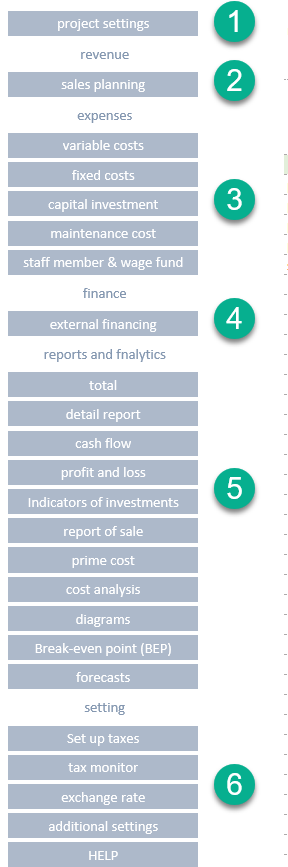 project settings
1
revenue
sales planning
2
expenses
variable costs
fixed costs
capital investment
3
maintenance cost
staff member & wage fund
finance
external financing
4
reports and fnalytics
total
detail report
cash flow
profit and loss
5
Indicators of investments
report of sale
prime cost
cost analysis
diagrams
Break-even point (BEP)
forecasts
setting
Set up taxes
tax monitor
6
exchange rate
additional settings
HELP